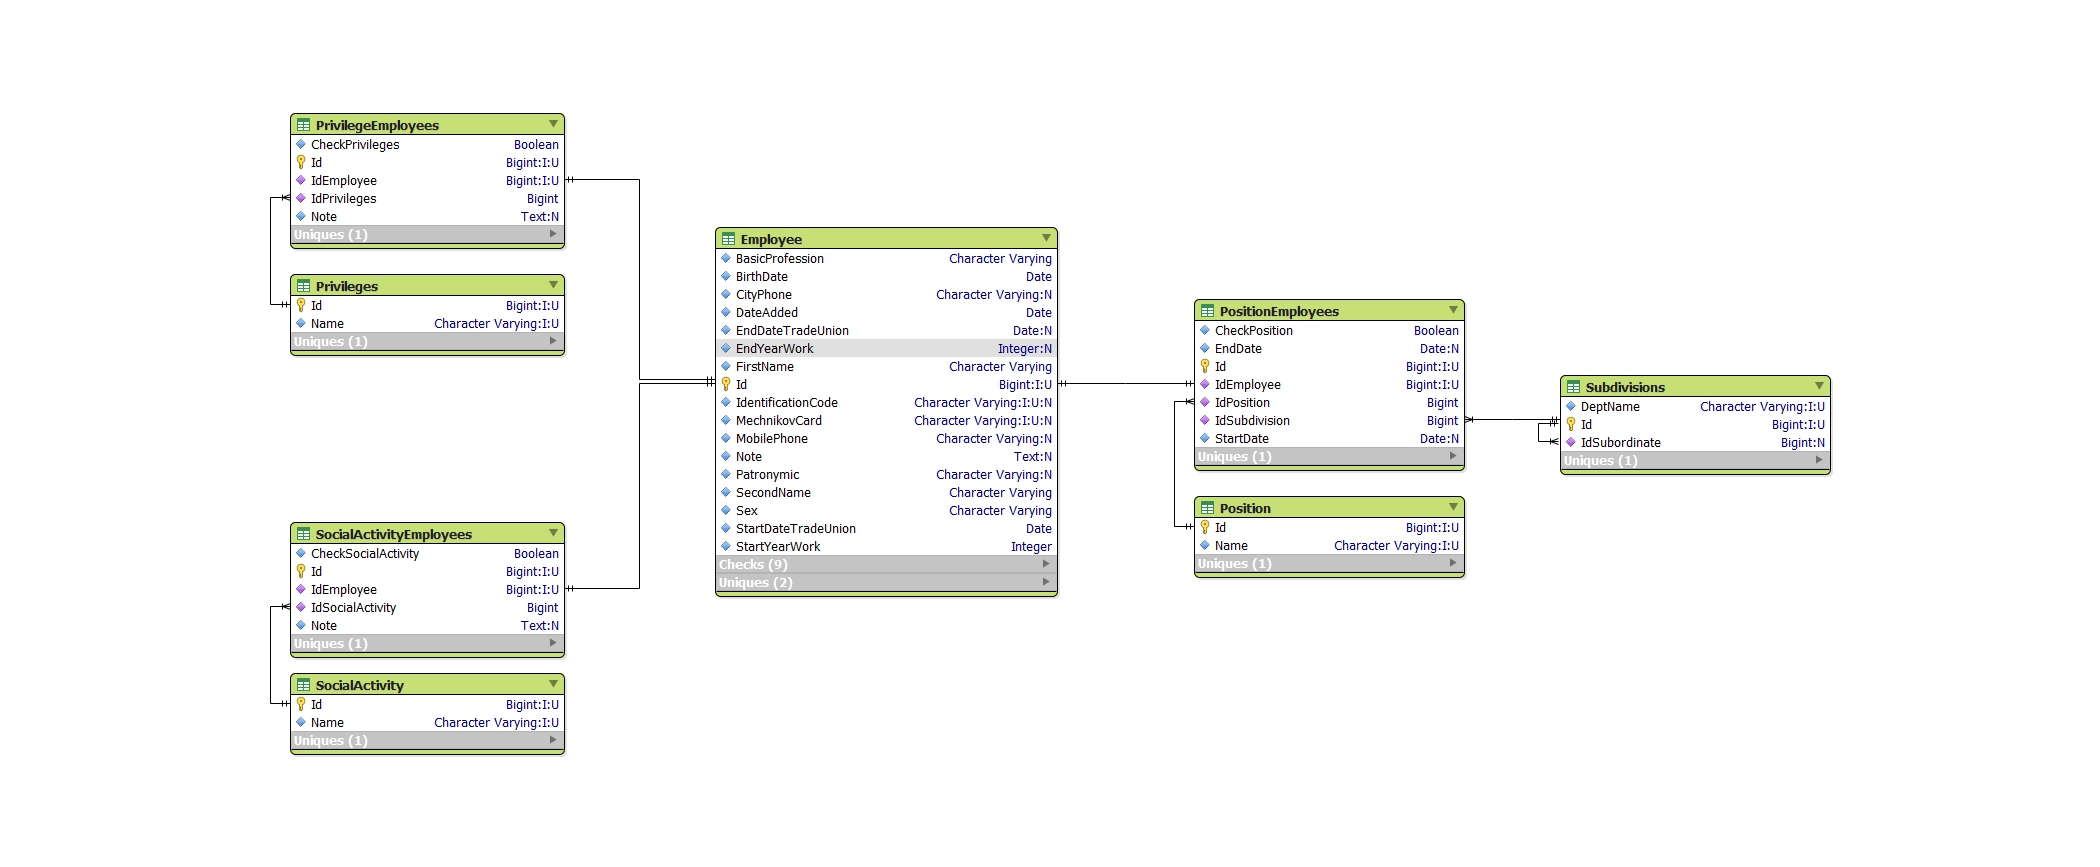 PrivilegeEmployees
CheckPrivileges Boolean
Id Bigint:I:U
IdEmployee Bigint:I:U
IdPrivileges Bigint
Note Text:N
Uniques (1)
Privileges
Id Bigint:I:U
Name Character Varying:I:U
Uniques (1)
SocialActivityEmployees
CheckSocialActivity Boolean
Id Bigint:I:U
IdEmployee Bigint:I:U
IdSocialActivity Bigint
Note Text:N
Uniques (1)
SocialActivity
Id Bigint:I:U
Name Character Varying:I:U
Uniques (1)
Employee
BasicProfession Character Varying
BirthDate Date
CityPhone Character Varying:N
DateAdded Date
EndDateTradeUnion Date:N
EndYearWork Integer:N
FirstName Character Varying
Id Bigint:I:U
IdentificationCode Character Varying:I:U:N
MechnikovCard Character Varying:I:U:N
MobilePhone Character Varying:N
Note Text:N
Patronymic Character Varying:N
SecondName Character Varying
Sex Character Varying
StartDateTradeUnion Date
StartYearWork Integer
Checks (9)
Uniques (2)
PositionEmployees
CheckPosition Boolean
EndDate Date:N
Id Bigint:I:U
IdEmployee Bigint:I:U
IdPosition Bigint
IdSubdivision Bigint
StartDate Date:N
Uniques (1)
Position
Id Bigint:I:U
Name Character Varying:I:U
Uniques (1)
Subdivisions
DeptName Character Varying:I:U
Id Bigint:I:U
IdSubordinate Bigint:N
Uniques (1)